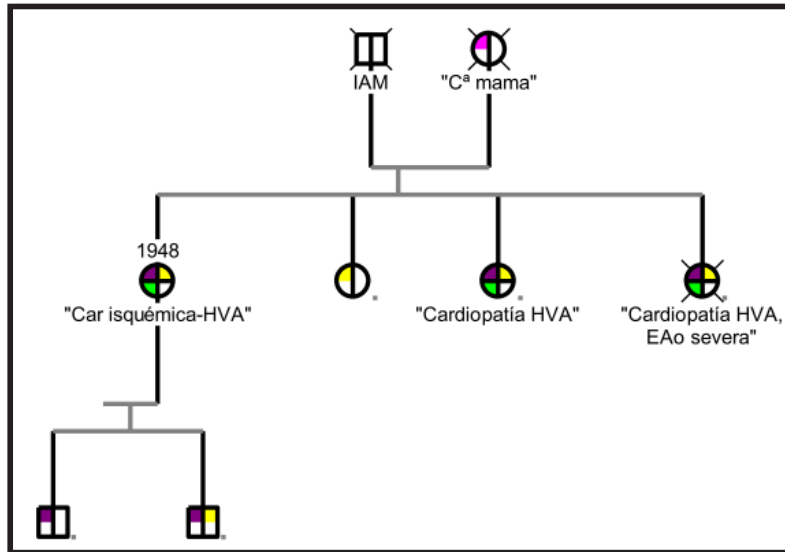 IAM
"Cª mama"
1948
"Car isquémica-HVA"
"Cardiopatía HVA"
"Cardiopatía HVA,
EAo severa"